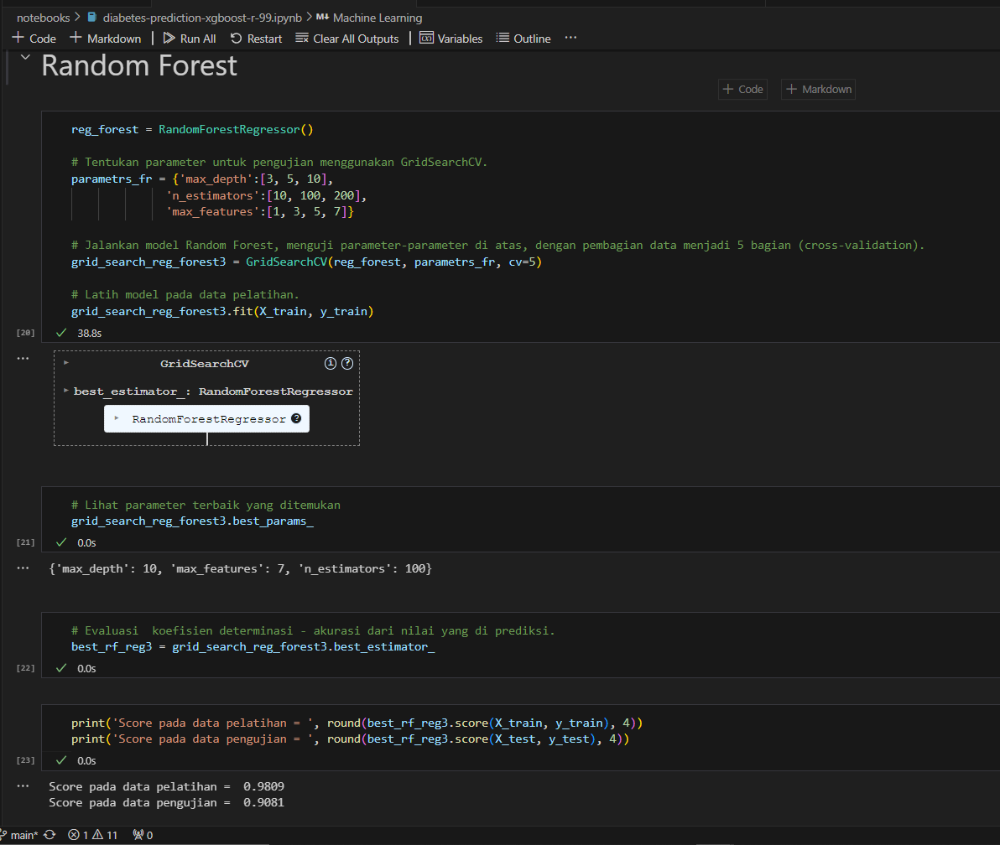 notebooks > diabetes-prediction-xgboost-r-99.ipynb > M↓ Machine Learning
+ Code + Markdown | Run All Restart Clear All Outputs | Variables Outline ...
Random Forest
+ Code + Markdown
reg_forest = RandomForestRegressor()
# Tentukan parameter untuk pengujian menggunakan GridSearchCV.
parametrs_fr = {'max_depth':[3, 5, 10],
'n_estimators':[10, 100, 200],
'max_features':[1, 3, 5, 7]}
# Jalankan model Random Forest, menguji parameter-parameter di atas, dengan pembagian data menjadi 5 bagian (cross-validation).
grid_search_reg_forest3 = GridSearchCV(reg_forest, parametrs_fr, cv=5)
# Latih model pada data pelatihan.
grid_search_reg_forest3.fit(X_train, y_train)
[20] ✓ 38.8s
... GridSearchCV i ?
best_estimator_: RandomForestRegressor
RandomForestRegressor ?
# Lihat parameter terbaik yang ditemukan
grid_search_reg_forest3.best_params_
[21] ✓ 0.0s
... {'max_depth': 10, 'max_features': 7, 'n_estimators': 100}
# Evaluasi  koefisien determinasi - akurasi dari nilai yang di prediksi.
best_rf_reg3 = grid_search_reg_forest3.best_estimator_
[22] ✓ 0.0s
print('Score pada data pelatihan = ', round(best_rf_reg3.score(X_train, y_train), 4))
print('Score pada data pengujian = ', round(best_rf_reg3.score(X_test, y_test), 4))
[23] ✓ 0.0s
... Score pada data pelatihan =  0.9809
Score pada data pengujian =  0.9081
main* 1 11 0